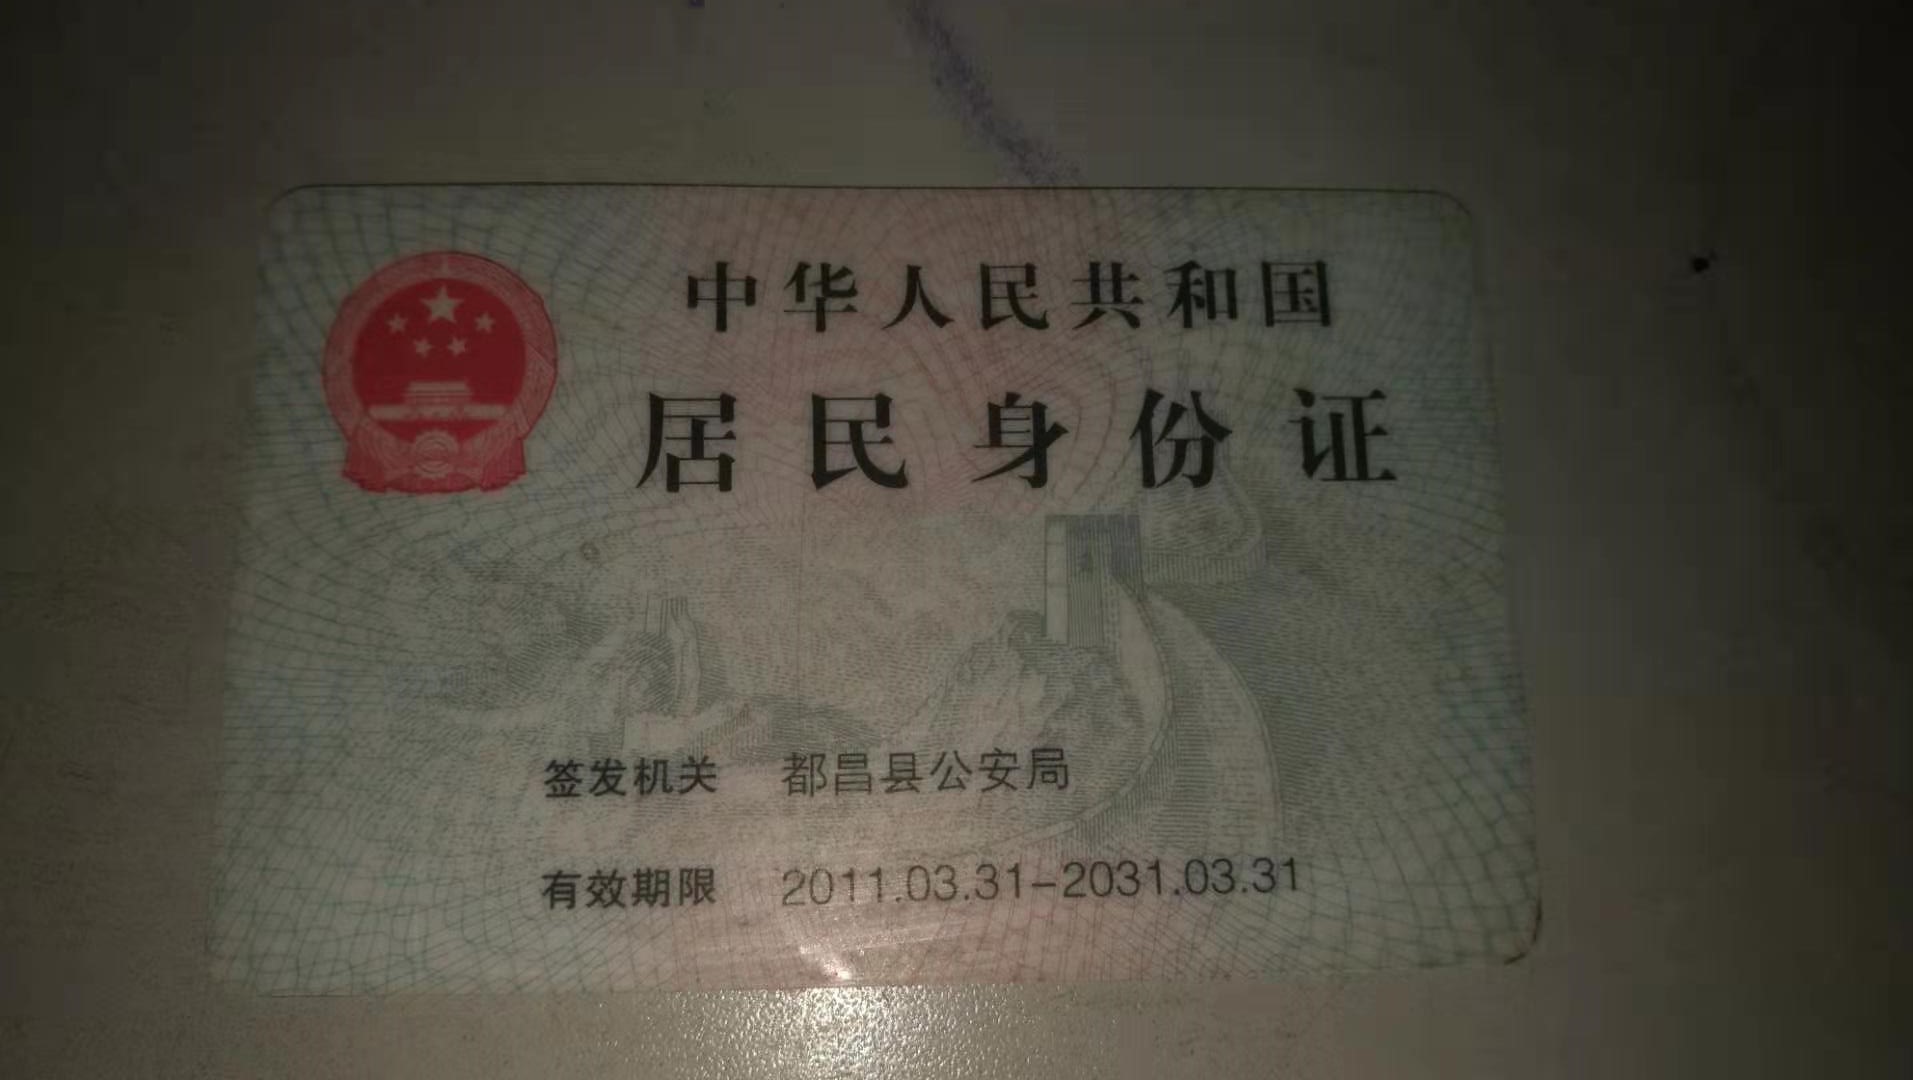 中华人民共和国
居民身份证
签发机关 都昌县公安局
有效期限 2011.03.31-2031.03.31